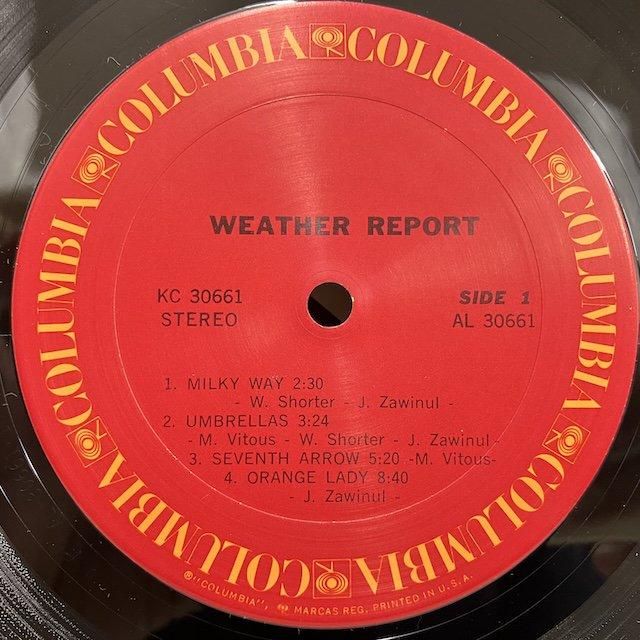 COLUMBIA COLUMBIA COLUMBIA COLUMBIA COLUMBIA COLUMBIA
WEATHER REPORT
KC 30661
STEREO
SIDE 1
AL 30661
1. MILKY WAY 2:30
- W. Shorter - J. Zawinul -
2. UMBRELLAS 3:24
- M. Vitous - W. Shorter - J. Zawinul -
3. SEVENTH ARROW 5:20 -M. Vitous-
4. ORANGE LADY 8:40
- J. Zawinul -
® "COLUMBIA", MARCAS REG. PRINTED IN U.S.A.